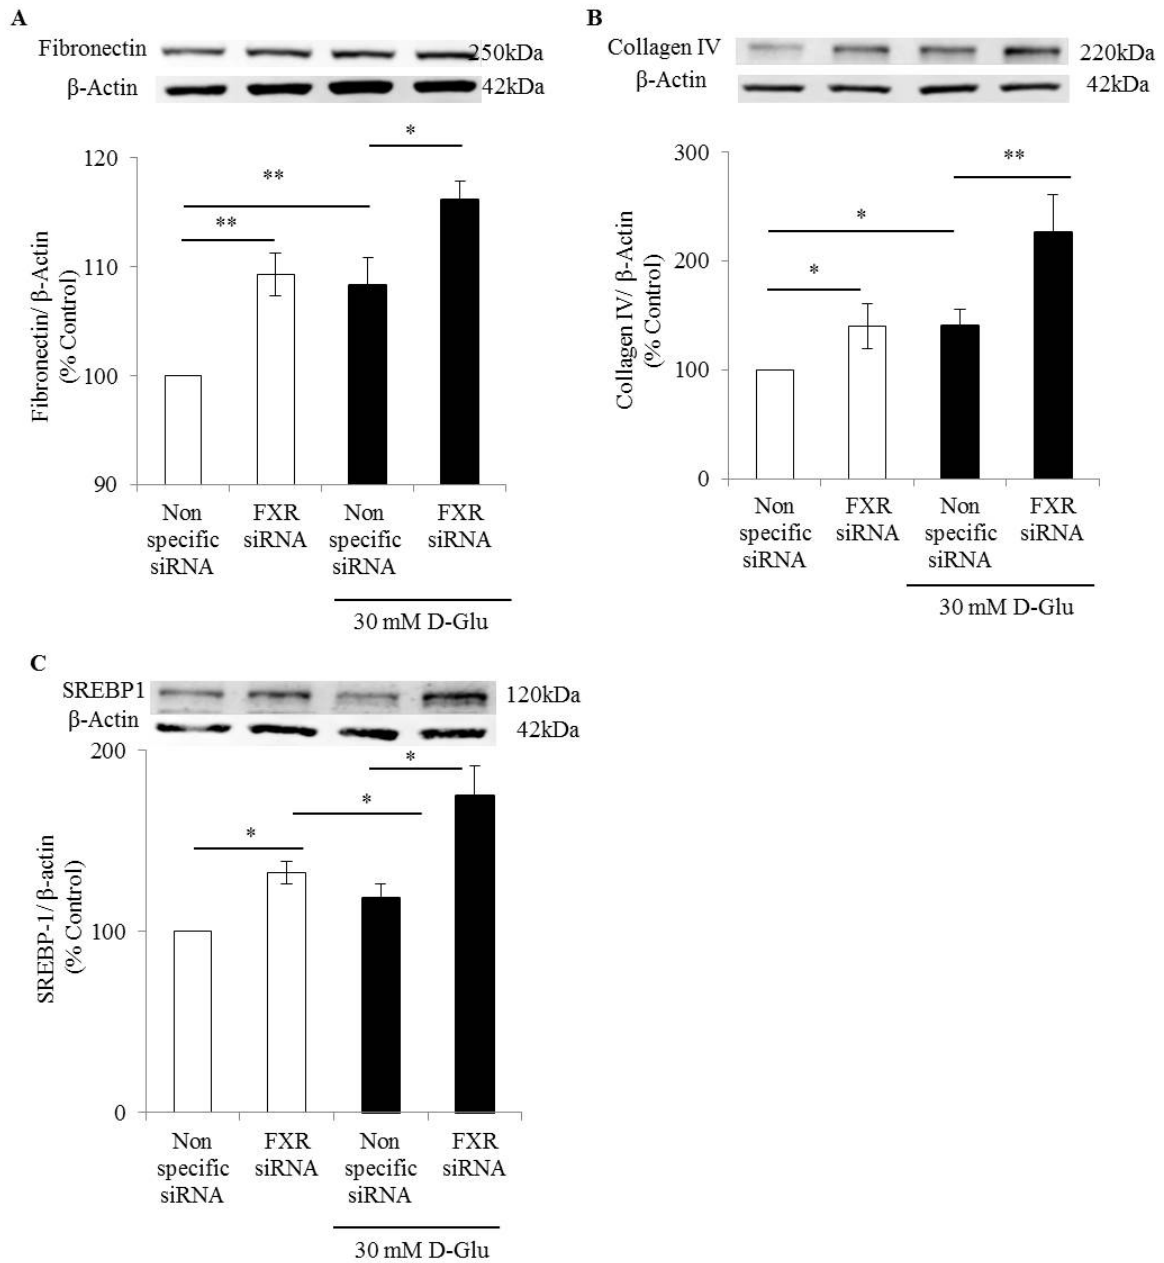 A
Fibronectin
250kDa
β-Actin
42kDa
*
**
**
120
110
100
90
Fibronectin/ β-Actin
(% Control)
Non
specific
siRNA
FXR
siRNA
Non
specific
siRNA
FXR
siRNA
30 mM D-Glu
B
Collagen IV
220kDa
β-Actin
42kDa
**
*
*
300
200
100
0
Collagen IV/ β-Actin
(% Control)
Non
specific
siRNA
FXR
siRNA
Non
specific
siRNA
FXR
siRNA
30 mM D-Glu
C
SREBP1
120kDa
β-Actin
42kDa
*
*
*
200
100
0
SREBP-1/ β-actin
(% Control)
Non
specific
siRNA
FXR
siRNA
Non
specific
siRNA
FXR
siRNA
30 mM D-Glu